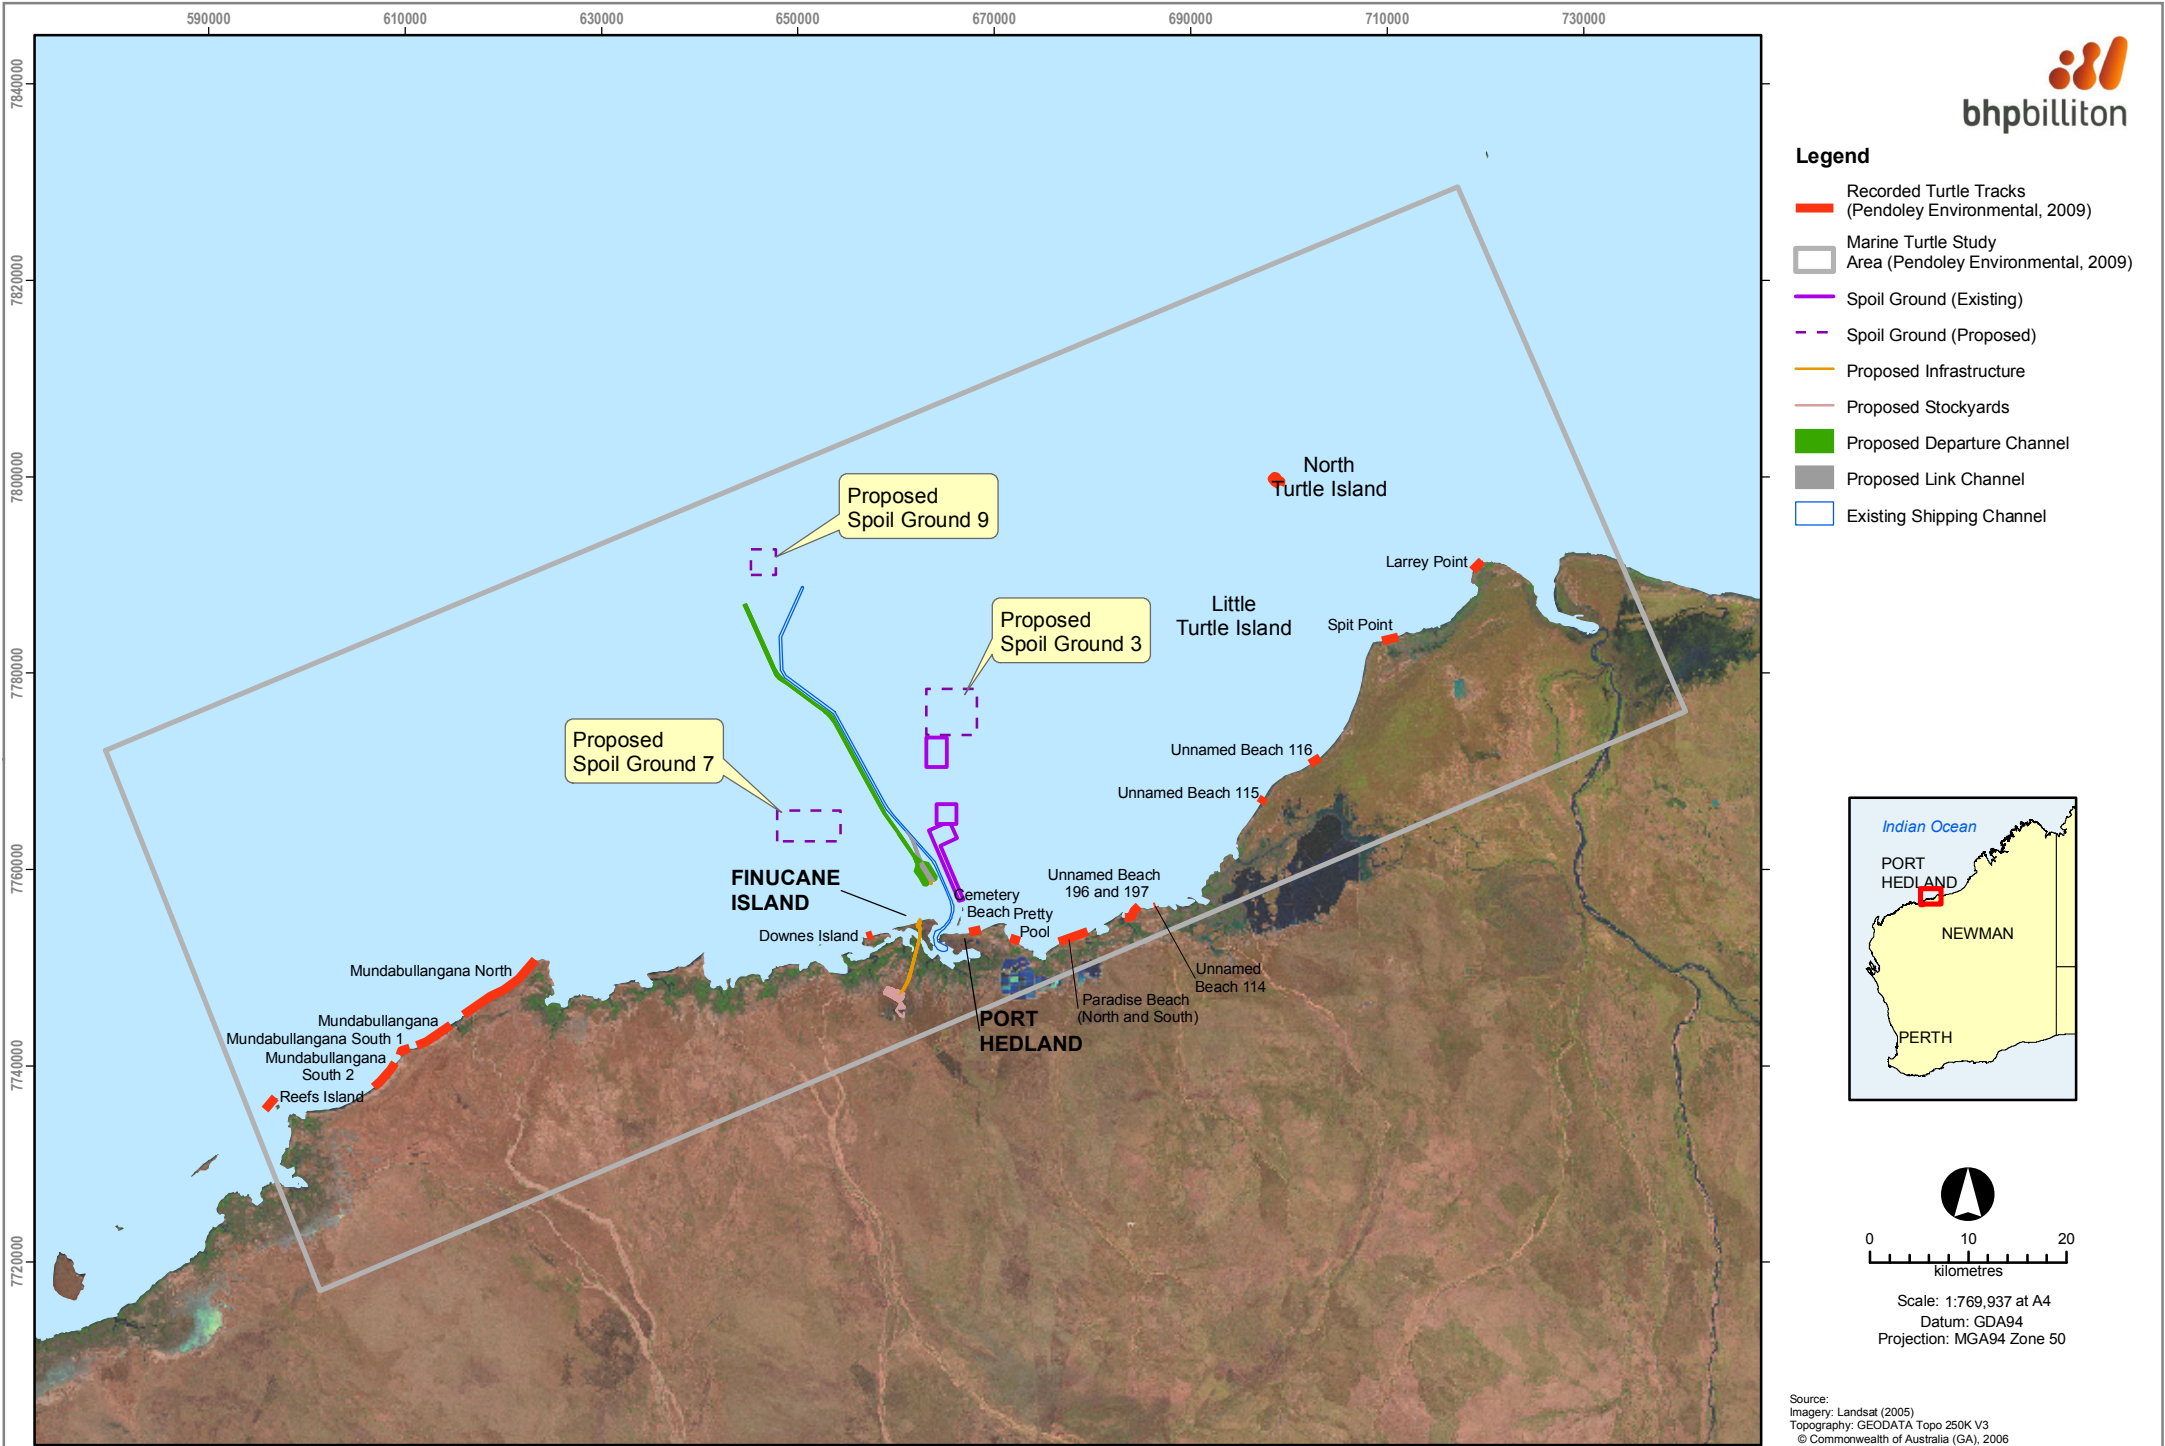 590000
610000
630000
650000
670000
690000
710000
730000
7840000
7820000
7800000
7780000
7760000
7740000
7720000
North
Turtle Island
Proposed
Spoil Ground 9
Larrey Point
Little
Turtle Island
Proposed
Spoil Ground 3
Spit Point
Proposed
Spoil Ground 7
Unnamed Beach 116
Unnamed Beach 115
FINUCANE
ISLAND
Unnamed Beach
196 and 197
Cemetery
Beach
Pretty
Pool
Downes Island
Mundabullangana North
Unnamed
Beach 114
Paradise Beach
(North and South)
PORT
HEDLAND
Mundabullangana
Mundabullangana South 1
Mundabullangana
South 2
Reefs Island
bhpbilliton
Legend
Recorded Turtle Tracks
(Pendoley Environmental, 2009)
Marine Turtle Study
Area (Pendoley Environmental, 2009)
Spoil Ground (Existing)
Spoil Ground (Proposed)
Proposed Infrastructure
Proposed Stockyards
Proposed Departure Channel
Proposed Link Channel
Existing Shipping Channel
Indian Ocean
PORT
HEDLAND
NEWMAN
PERTH
0 10 20
kilometres
Scale: 1:769,937 at A4
Datum: GDA94
Projection: MGA94 Zone 50
Source:
Imagery: Landsat (2005)
Topography: GEODATA Topo 250K V3
© Commonwealth of Australia (GA), 2006